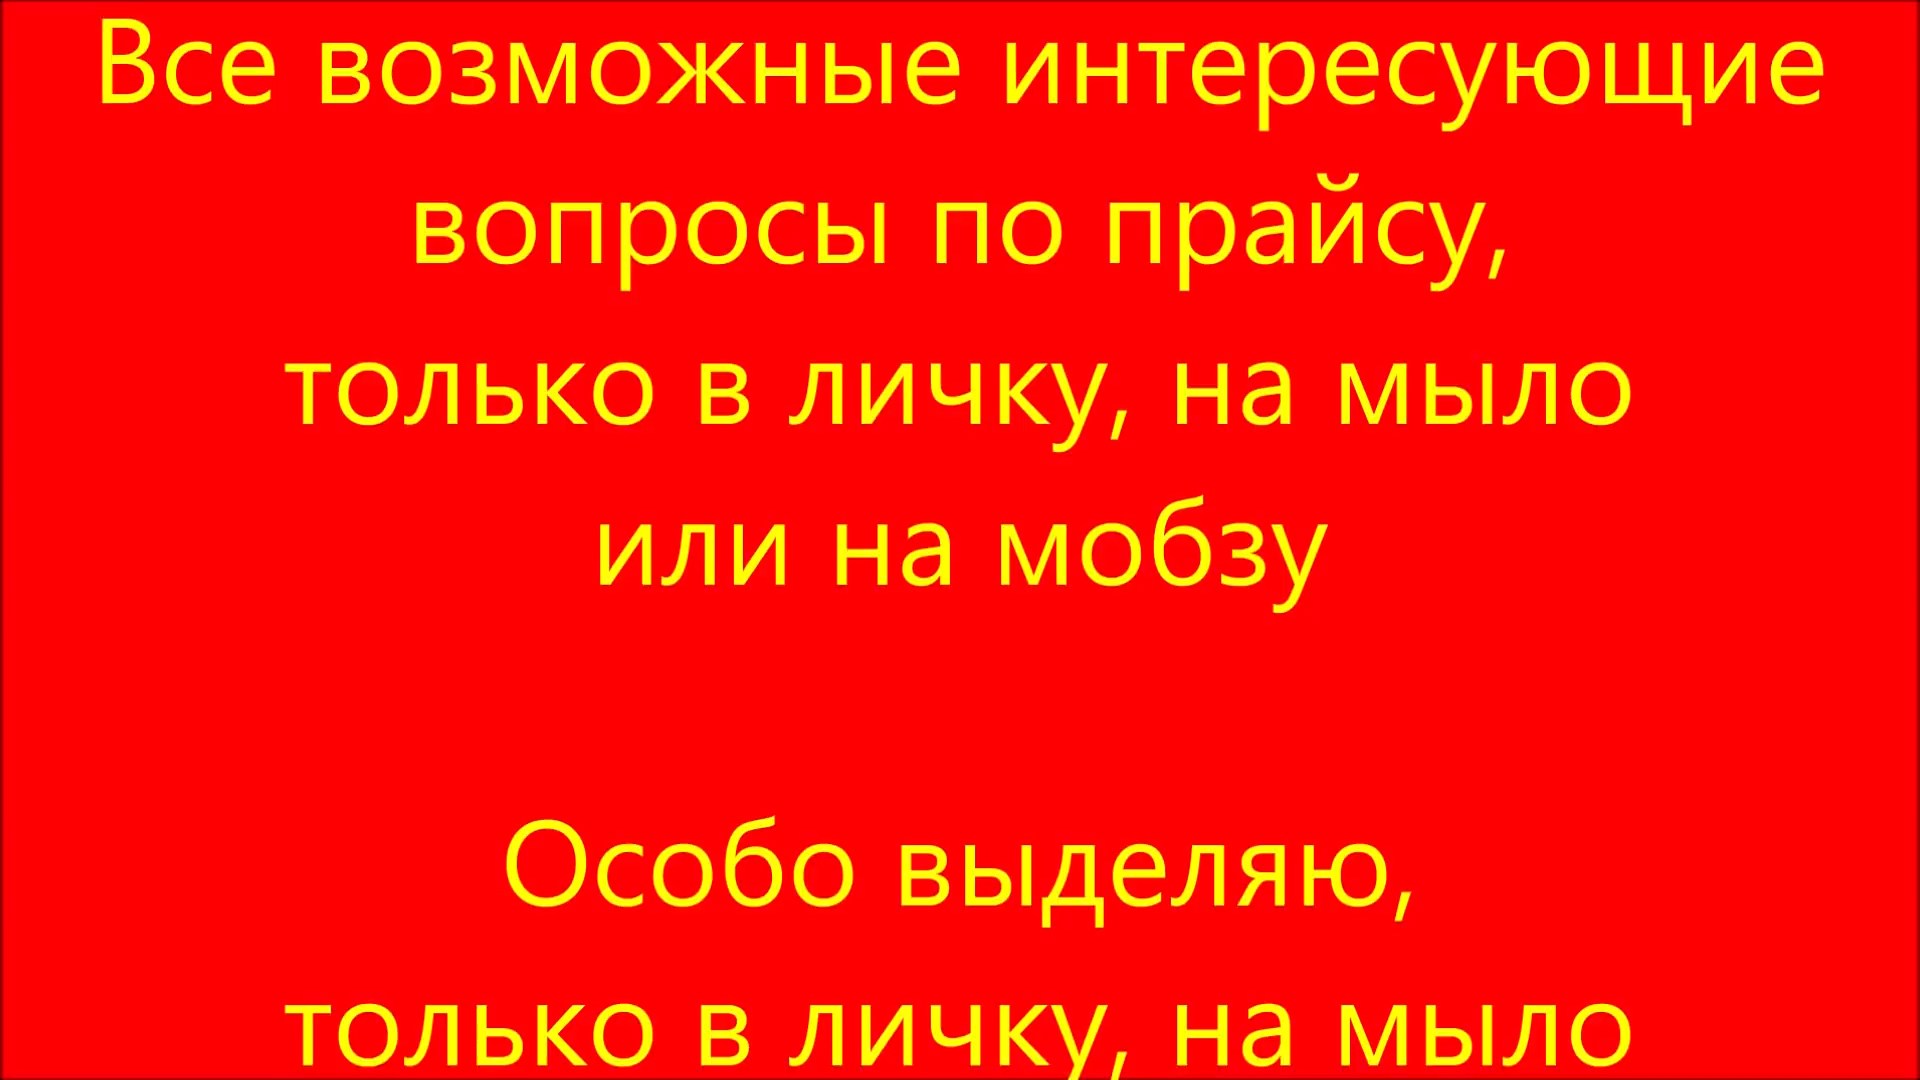 Все возможные интересующие
вопросы по прайсу,
только в личку, на мыло
или на мобзу
Особо выделяю,
только в личку, на мыло